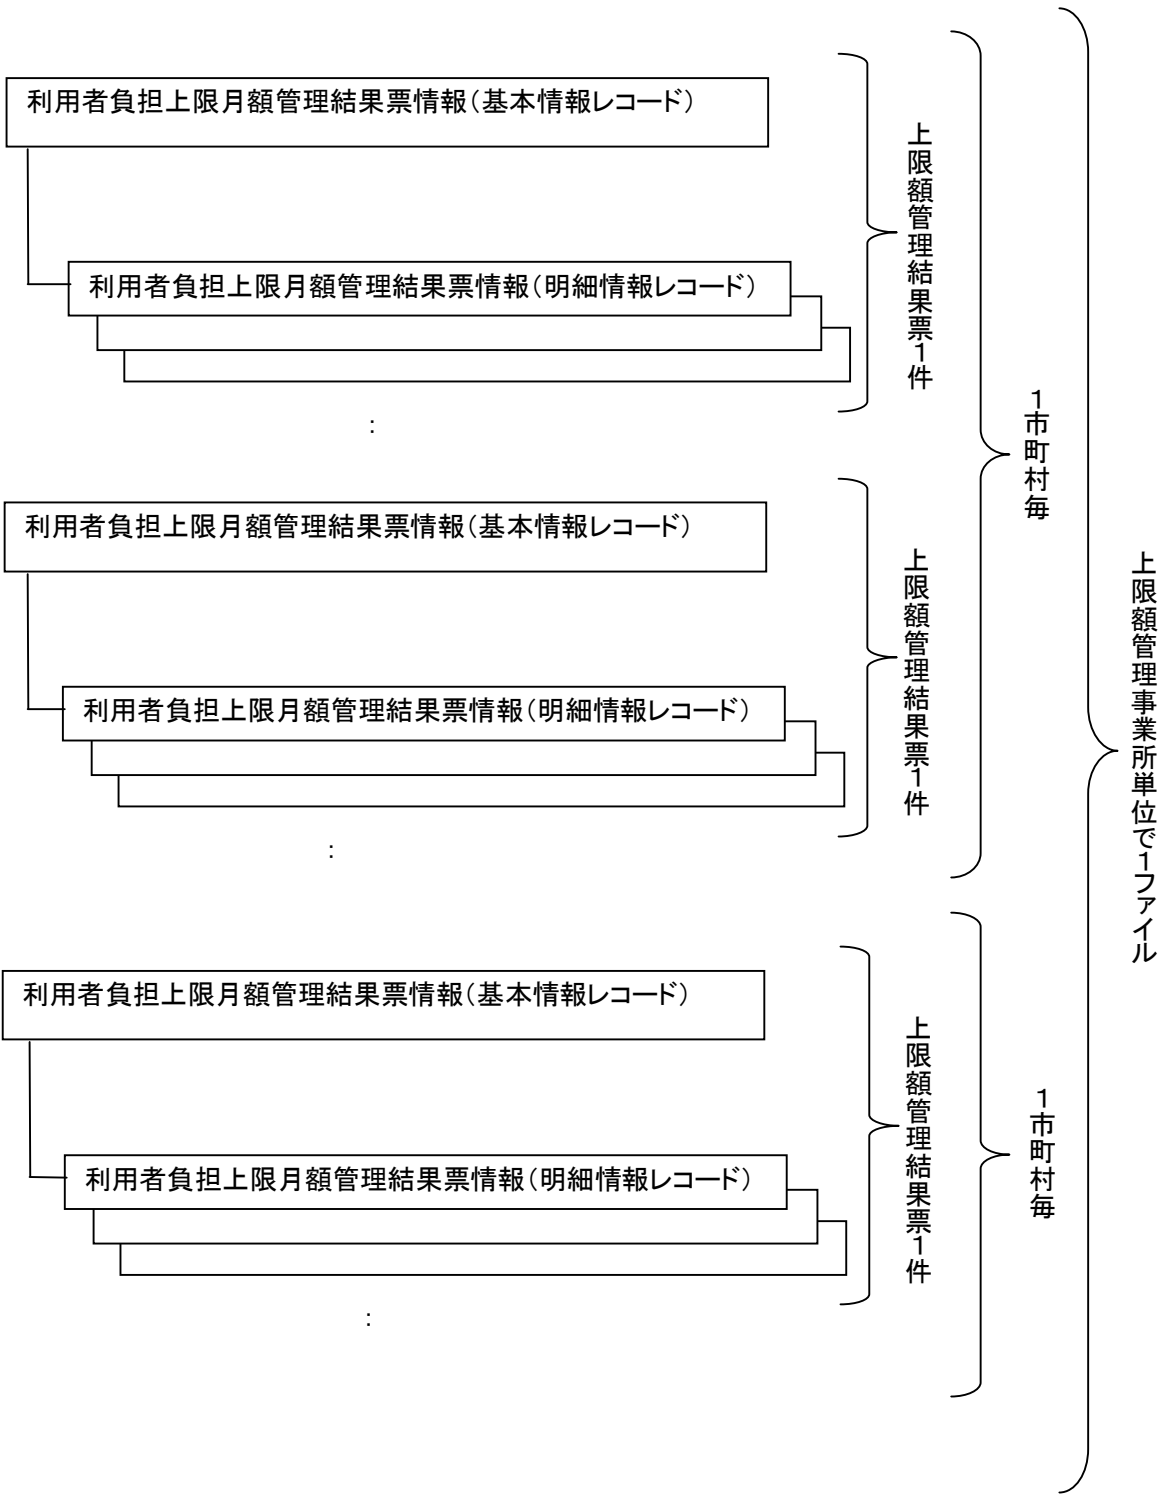 利用者負担上限月額管理結果票情報（基本情報レコード）
利用者負担上限月額管理結果票情報（明細情報レコード）
：
上限額管理結果票１件
利用者負担上限月額管理結果票情報（基本情報レコード）
利用者負担上限月額管理結果票情報（明細情報レコード）
：
上限額管理結果票１件
１市町村毎
利用者負担上限月額管理結果票情報（基本情報レコード）
利用者負担上限月額管理結果票情報（明細情報レコード）
：
上限額管理結果票１件
１市町村毎
上限額管理事業所単位で１ファイル